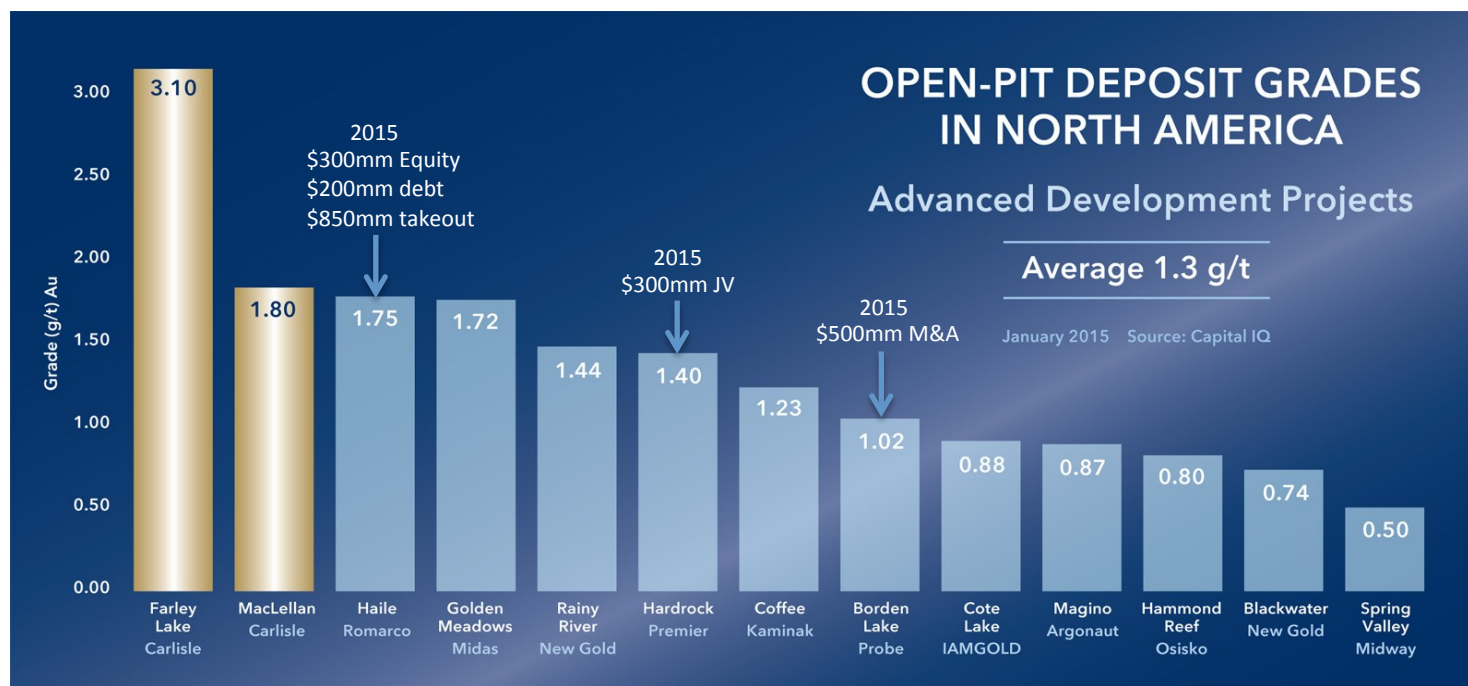 OPEN-PIT DEPOSIT GRADES
IN NORTH AMERICA
Advanced Development Projects
Average 1.3 g/t
January 2015 Source: Capital IQ
Grade (g/t) Au
3.00
2.50
2.00
1.50
1.00
0.50
0.00
2015
$300mm Equity
$200mm debt
$850mm takeout
2015
$300mm JV
2015
$500mm M&A
3.10
1.80
1.75
1.72
1.44
1.40
1.23
1.02
0.88
0.87
0.80
0.74
0.50
Farley
Lake
Carlisle
MacLellan
Carlisle
Haile
Romarco
Golden
Meadows
Midas
Rainy
River
New Gold
Hardrock
Premier
Coffee
Kaminak
Borden
Lake
Probe
Cote
Lake
IAMGOLD
Magino
Argonaut
Hammond
Reef
Osisko
Blackwater
New Gold
Spring
Valley
Midway